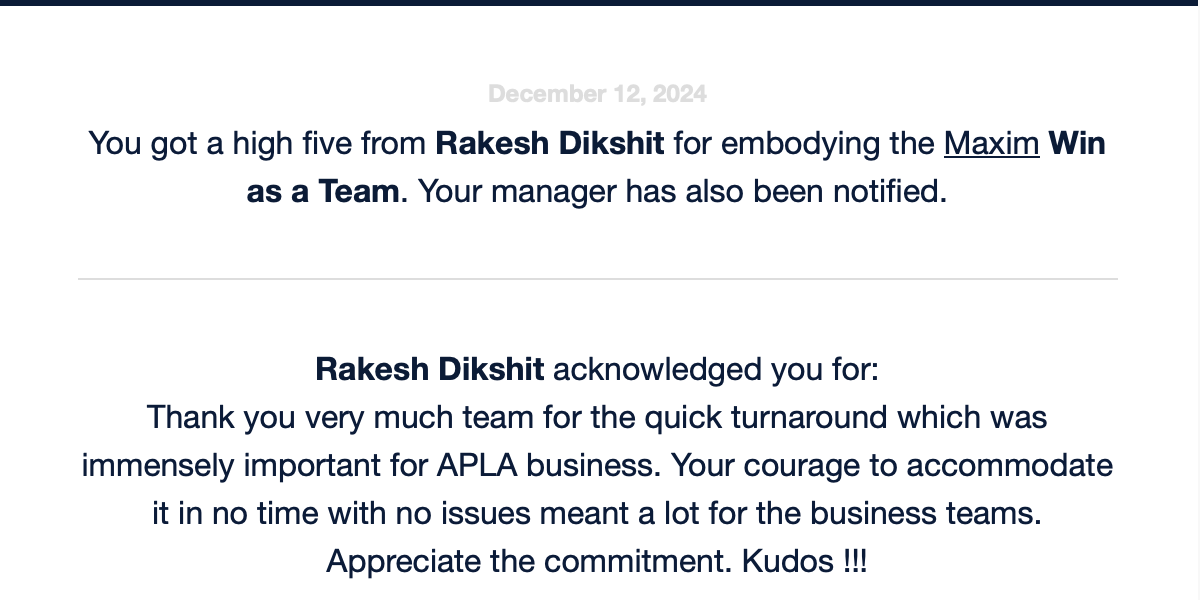 December 12, 2024
You got a high five from Rakesh Dikshit for embodying the Maxim Win
as a Team. Your manager has also been notified.
Rakesh Dikshit acknowledged you for:
Thank you very much team for the quick turnaround which was
immensely important for APLA business. Your courage to accommodate
it in no time with no issues meant a lot for the business teams.
Appreciate the commitment. Kudos !!!